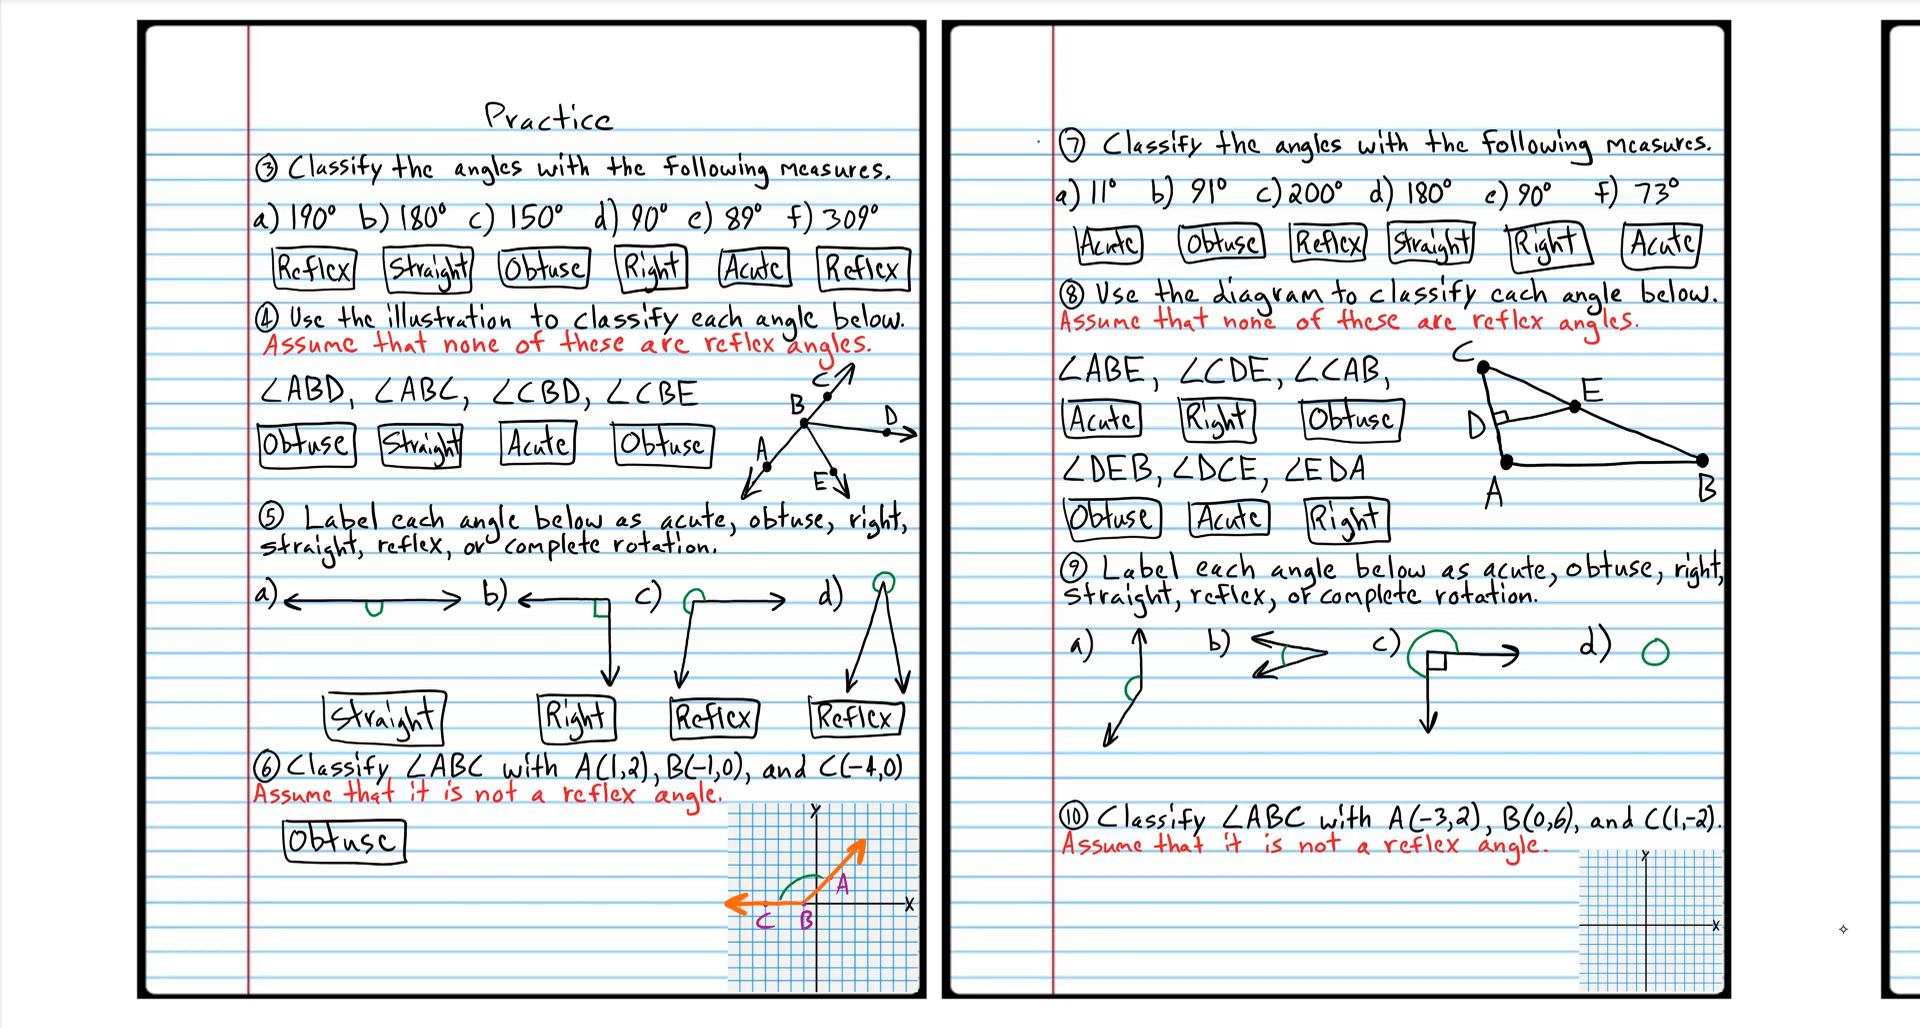 Practice
③ Classify the angles with the following measures.
a) 190° b) 180° c) 150° d) 90° e) 89° f) 309°
Reflex Straight Obtuse Right Acute Reflex
④ Use the illustration to classify each angle below.
Assume that none of these are reflex angles.
∠ABD, ∠ABC, ∠CBD, ∠CBE
Obtuse Straight Acute Obtuse
C
B
D
A
E
⑤ Label each angle below as acute, obtuse, right,
straight, reflex, or complete rotation.
a) b) c) d)
Straight Right Reflex Reflex
⑥ Classify ∠ABC with A(1,2), B(-1,0), and C(-4,0)
Assume that it is not a reflex angle.
Obtuse
y
A
x
C B
⑦ Classify the angles with the following measures.
a) 11° b) 91° c) 200° d) 180° e) 90° f) 73°
Acute Obtuse Reflex Straight Right Acute
⑧ Use the diagram to classify each angle below.
Assume that none of these are reflex angles.
∠ABE, ∠CDE, ∠CAB,
Acute Right Obtuse
∠DEB, ∠DCE, ∠EDA
Obtuse Acute Right
C
E
D
A B
⑨ Label each angle below as acute, obtuse, right,
straight, reflex, or complete rotation.
a) b) c) d)
⑩ Classify ∠ABC with A(-3,2), B(0,6), and C(1,-2).
Assume that it is not a reflex angle.
y
x